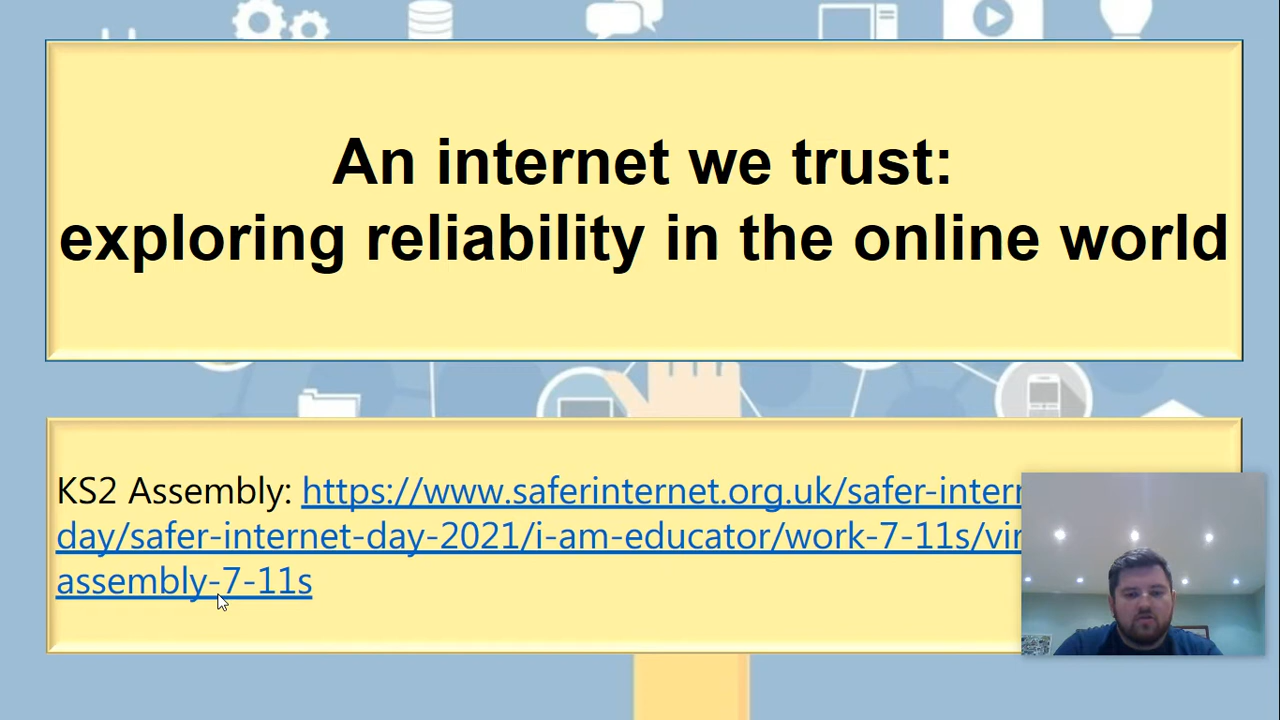 An internet we trust:
exploring reliability in the online world
KS2 Assembly: https://www.saferinternet.org.uk/safer-inter
day/safer-internet-day-2021/i-am-educator/work-7-11s/vir
assembly-7-11s